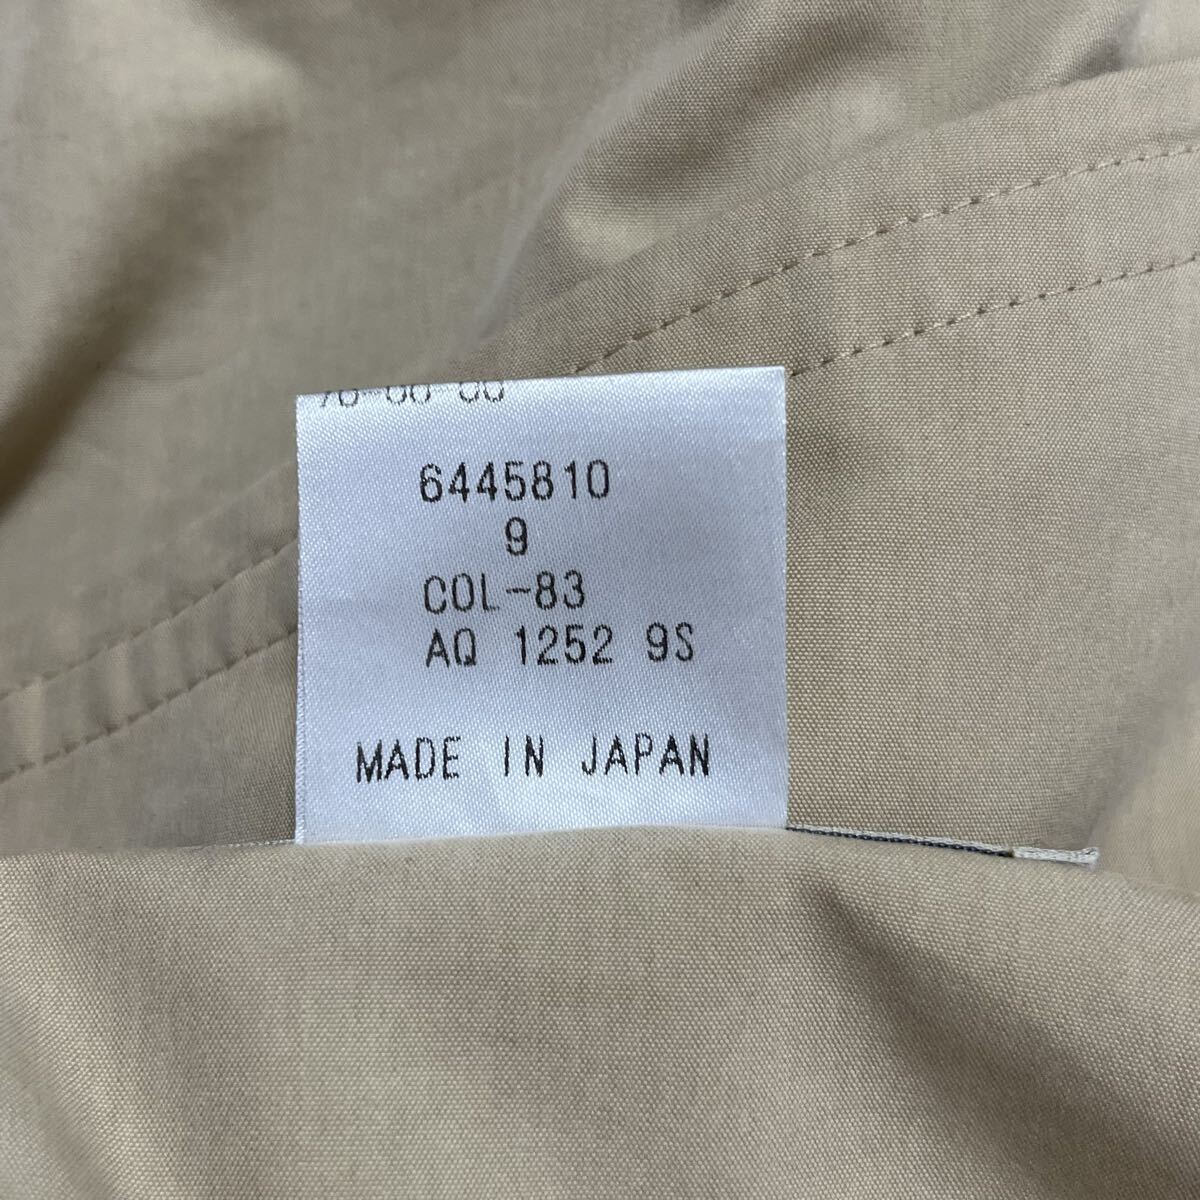 6445810
9
COL-83
AQ 1252 9S
MADE IN JAPAN